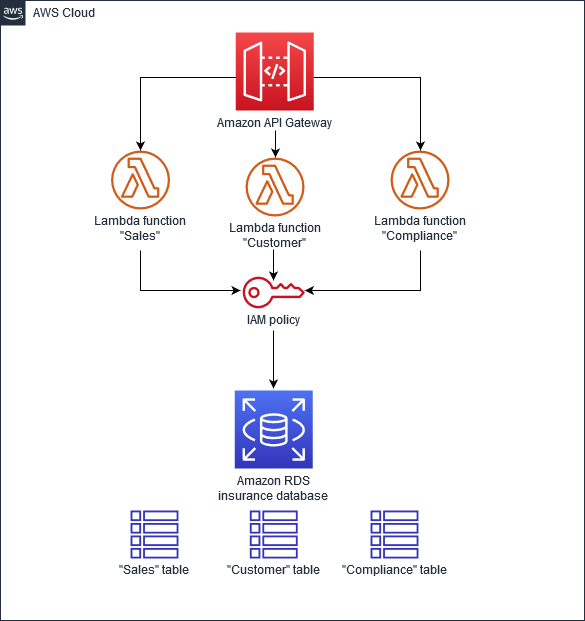 aws
AWS Cloud
Amazon API Gateway
Lambda function
"Sales"
Lambda function
"Customer"
Lambda function
"Compliance"
IAM policy
Amazon RDS
insurance database
"Sales" table
"Customer" table
"Compliance" table